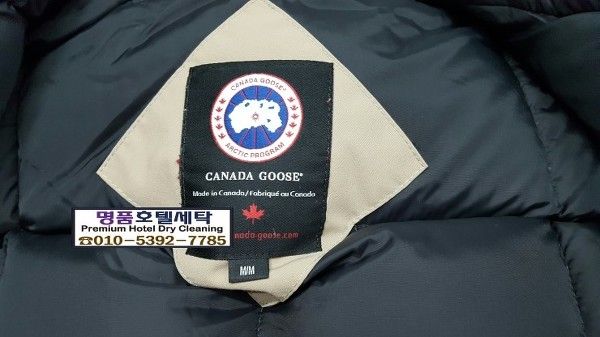 CANADA GOOSE
ARCTIC PROGRAM
CANADA GOOSE®
Made in Canada/Fabriqué au Canada
명품호텔세탁
Premium Hotel Dry Cleaning
☎010-5392-7785
nada-goose.com
M/M